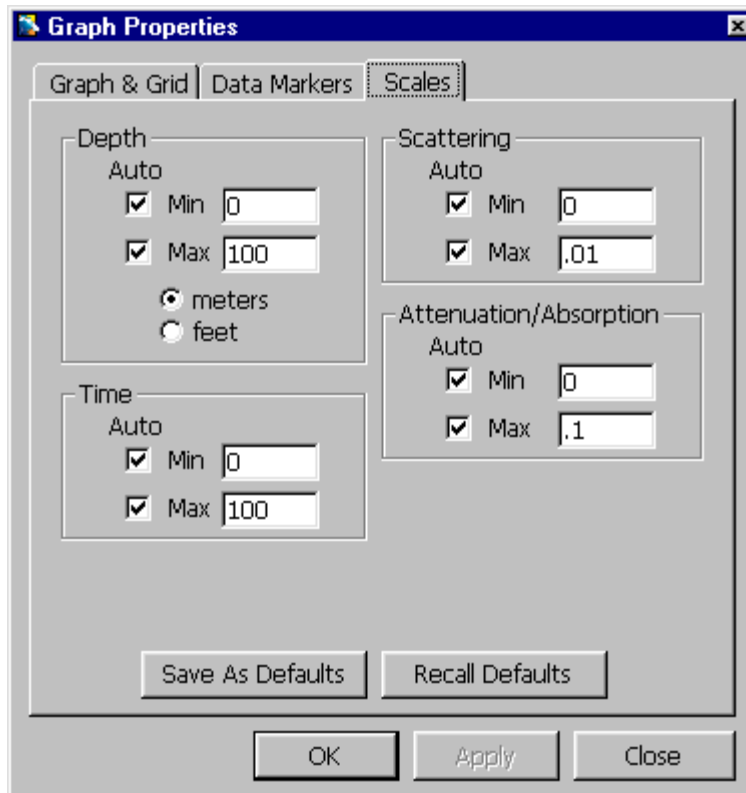 Graph Properties
Graph & Grid
Data Markers
Scales
Depth
Auto
Min 0
Max 100
meters
feet
Time
Auto
Min 0
Max 100
Scattering
Auto
Min 0
Max .01
Attenuation/Absorption
Auto
Min 0
Max .1
Save As Defaults
Recall Defaults
OK
Apply
Close